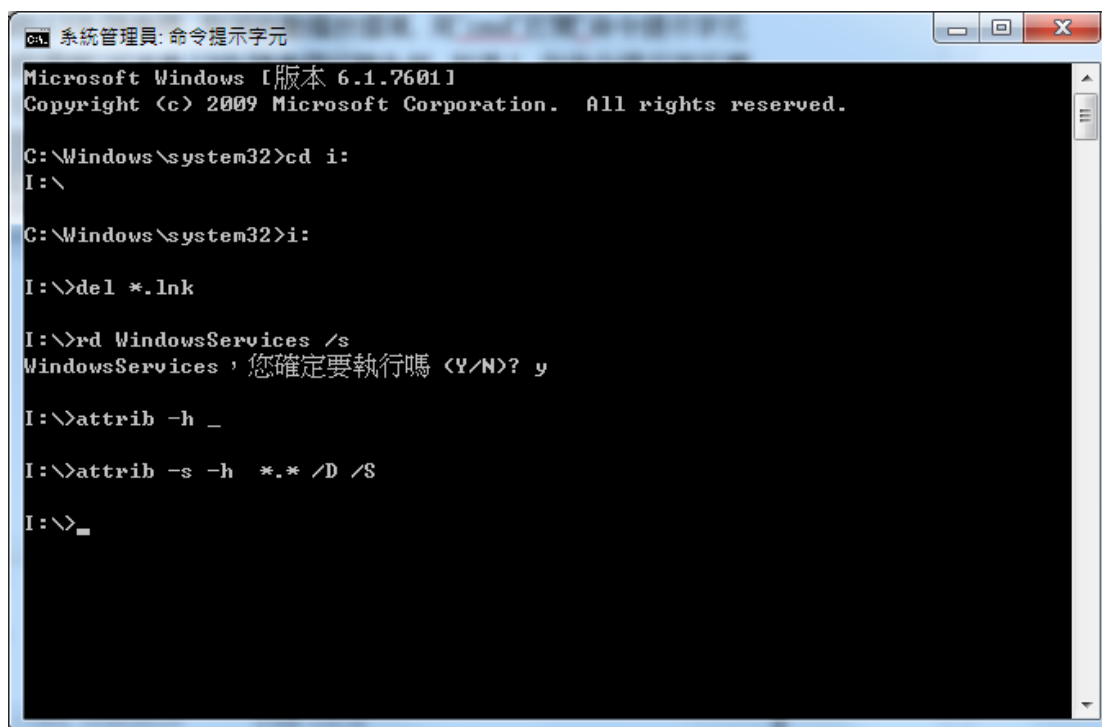 系統管理員: 命令提示字元
Microsoft Windows [版本 6.1.7601]
Copyright (c) 2009 Microsoft Corporation.  All rights reserved.
C:\Windows\system32>cd i:
I:\
C:\Windows\system32>i:
I:\>del *.lnk
I:\>rd WindowsServices /s
WindowsServices，您確定要執行嗎 (Y/N)? y
I:\>attrib -h _
I:\>attrib -s -h  *.* /D /S
I:\>